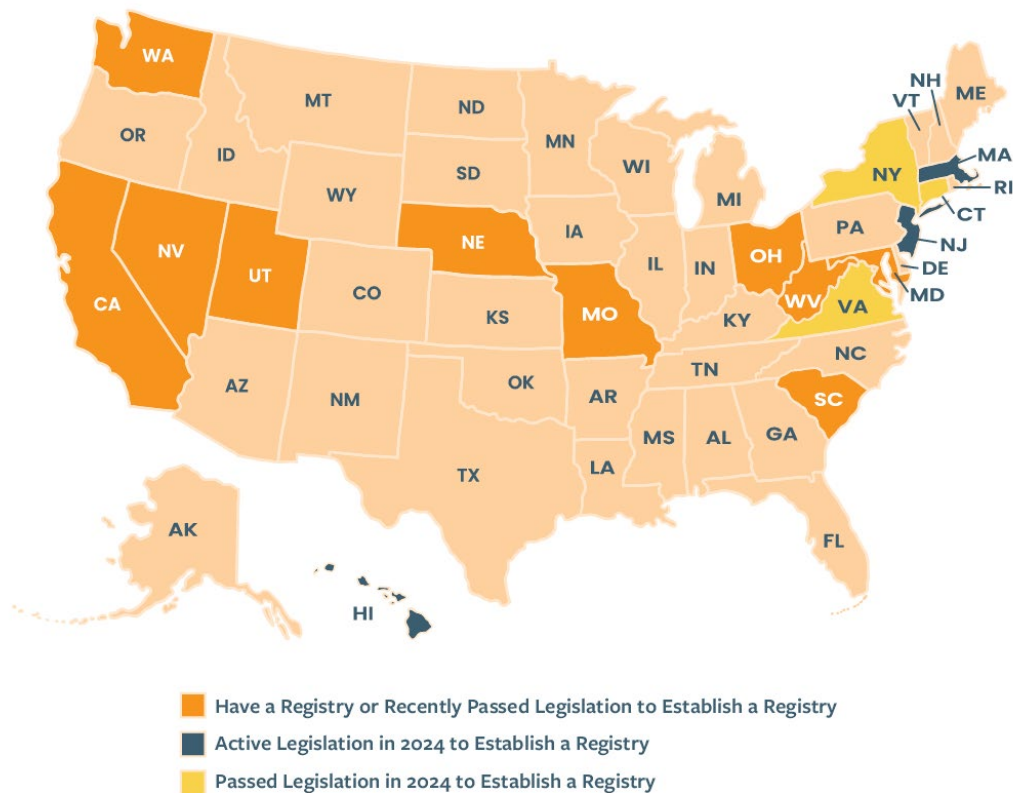 WA
MT
ND
MN
VT
NH
ME
OR
ID
SD
WI
MI
NY
MA
RI
CT
WY
NE
IA
PA
NJ
NV
UT
CO
IL
IN
OH
DE
MD
CA
KS
MO
WV
VA
KY
AZ
NM
OK
AR
TN
NC
SC
MS
AL
GA
LA
TX
FL
AK
HI
Have a Registry or Recently Passed Legislation to Establish a Registry
Active Legislation in 2024 to Establish a Registry
Passed Legislation in 2024 to Establish a Registry